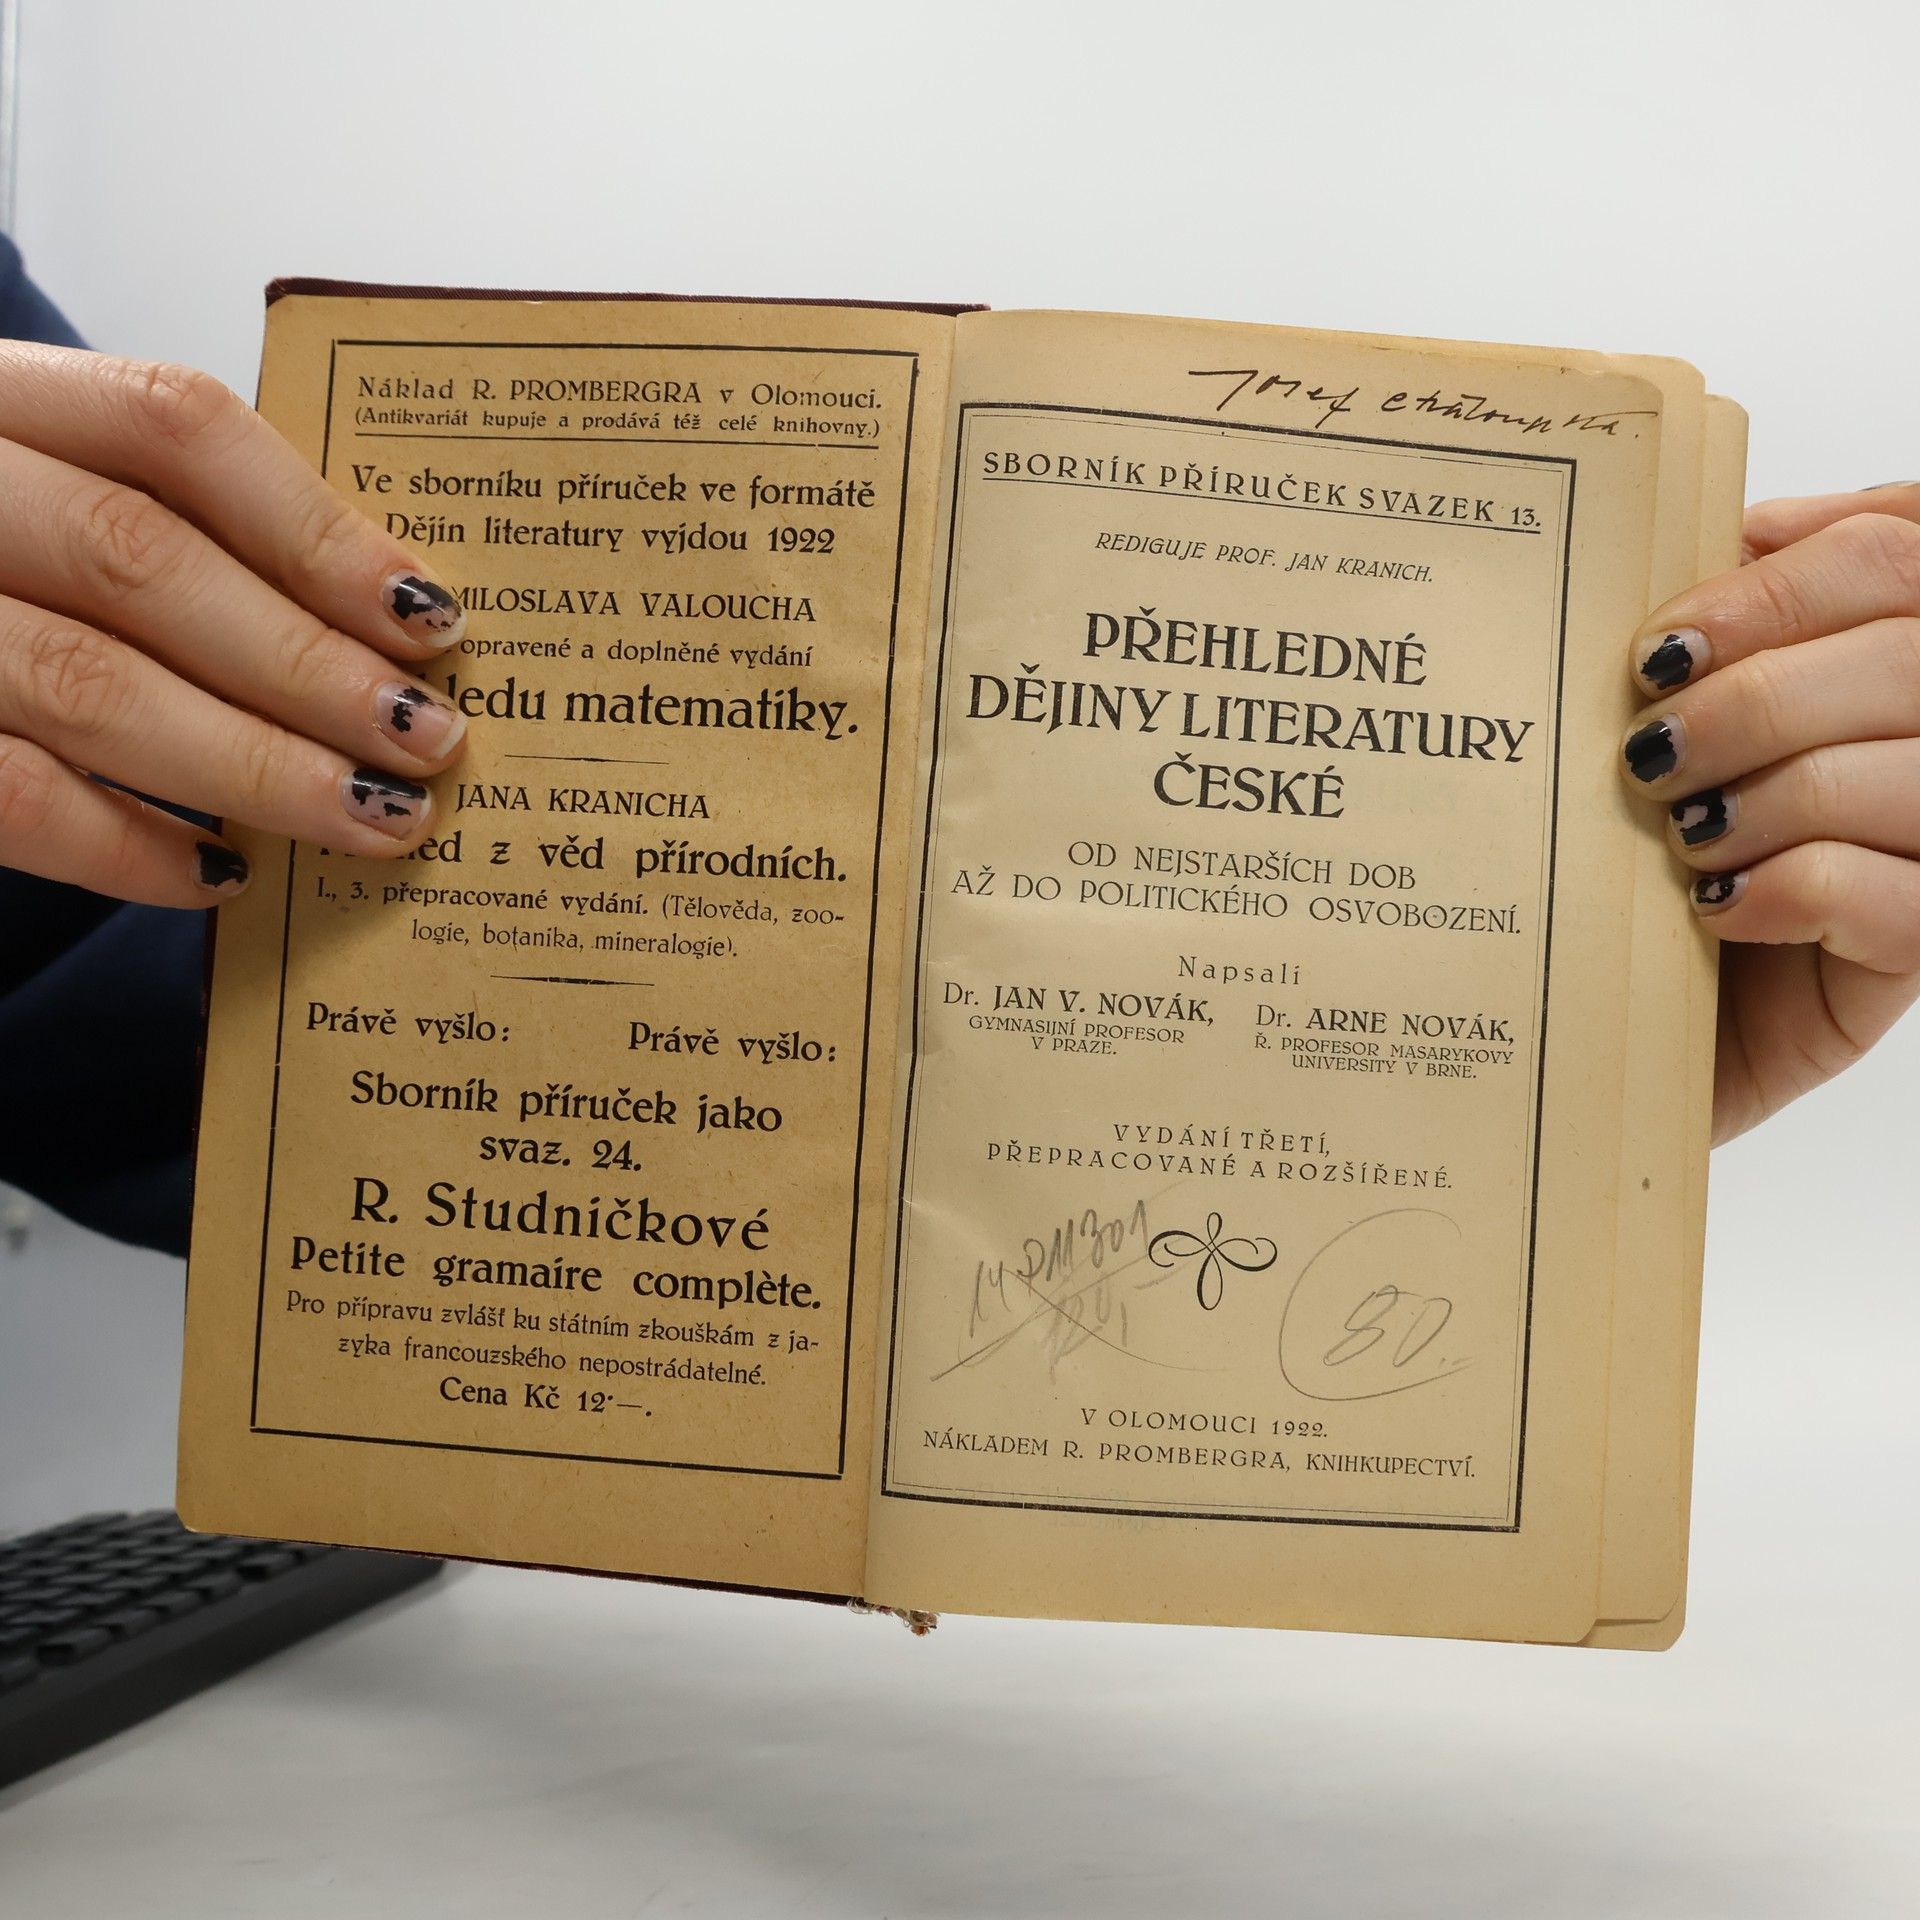 Náklad R. PROMBERGRA v Olomouci.
(Antikvariát kupuje a prodává též celé knihovny.)
Ve sborníku příruček ve formátě
Dějin literatury vyjdou 1922
MILOSLAVA VALOUCHA
opravené a doplněné vydání
matematiky.
JANA KRANICHA
z věd přírodních.
I., 3. přepracované vydání. (Tělověda, zoo-
logie, botanika, mineralogie).
Právě vyšlo: Právě vyšlo:
Sborník příruček jako
svaz. 24.
R. Studničkové
Petite gramaire complète.
Pro přípravu zvlášť ku státním zkouškám z ja-
zyka francouzského nepostrádatelné.
Cena Kč 12·—.
Josef
SBORNÍK PŘÍRUČEK SVAZEK 13.
REDIGUJE PROF. JAN KRANICH.
PŘEHLEDNÉ
DĚJINY LITERATURY
ČESKÉ
OD NEJSTARŠÍCH DOB
AŽ DO POLITICKÉHO OSVOBOZENÍ.
Napsali
Dr. JAN V. NOVÁK,
GYMNASIJNÍ PROFESOR
V PRAZE.
Dr. ARNE NOVÁK,
Ř. PROFESOR MASARYKOVY
UNIVERSITY V BRNE.
VYDÁNÍ TŘETÍ,
PŘEPRACOVANÉ A ROZŠÍŘENÉ.
80.-
V OLOMOUCI 1922.
NÁKLADEM R. PROMBERGRA, KNIHKUPECTVÍ.